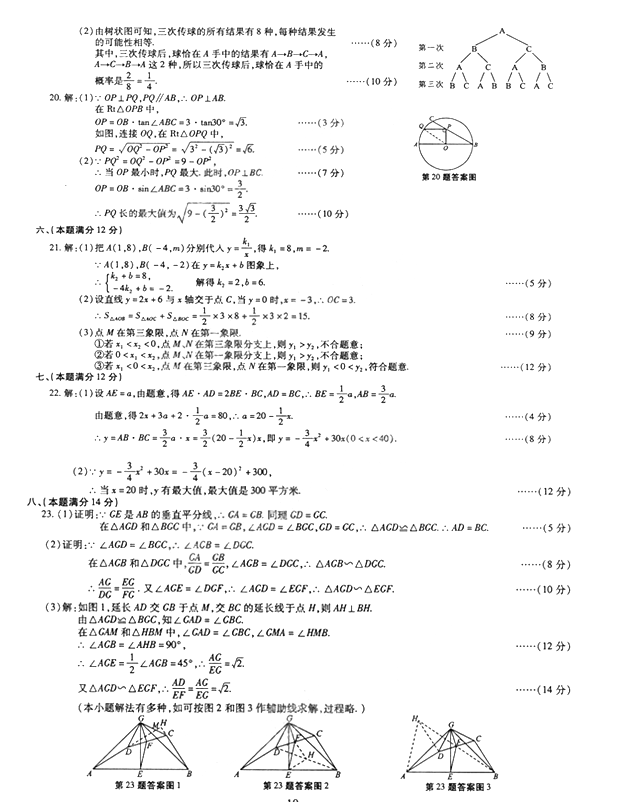 (2)由树状图可知,三次传球的所有结果有8种,每种结果发生
的可能性相等.
……(8分)
其中,三次传球后,球恰在A手中的结果有A→B→C→A,
A→C→B→A这2种,所以三次传球后,球恰在A手中的
概率是2/8=1/4.
……(10分)
A
第一次 B C
第二次 A C A B
第三次 B C A B B C A C
20.解:(1)∵OP⊥PQ,PQ∥AB,∴OP⊥AB.
在Rt△OPB中,
OP=OB·tan∠ABC=3·tan30°=√3.
……(3分)
如图,连接OQ,在Rt△OPQ中,
PQ=√(OQ²-OP²)=√(3²-(√3)²)=√6.
……(5分)
(2)∵PQ²=OQ²-OP²=9-OP²,
∴当OP最小时,PQ最大.此时,OP⊥BC.
……(7分)
OP=OB·sin∠ABC=3·sin30°=3/2.
∴PQ长的最大值为√(9-(3/2)²)=3√3/2.
……(10分)
C
Q P
A O B
第20题答案图
六、(本题满分12分)
21.解:(1)把A(1,8),B(-4,m)分别代入y=k₁/x,得k₁=8,m=-2.
∵A(1,8),B(-4,-2)在y=k₂x+b图象上,
∴{k₂+b=8,
-4k₂+b=-2.
解得k₂=2,b=6.
……(5分)
(2)设直线y=2x+6与x轴交于点C,当y=0时,x=-3,∴OC=3.
∴S△AOB=S△AOC+S△BOC=1/2×3×8+1/2×3×2=15.
……(8分)
(3)点M在第三象限,点N在第一象限.
……(9分)
①若x₁<x₂<0,点M、N在第三象限分支上,则y₁>y₂,不合题意;
②若0<x₁<x₂,点M、N在第一象限分支上,则y₁>y₂,不合题意;
③若x₁<0<x₂,点M在第三象限,点N在第一象限,则y₁<0<y₂,符合题意.
……(12分)
七、(本题满分12分)
22.解:(1)设AE=a,由题意,得AE·AD=2BE·BC,AD=BC,∴BE=1/2a,AB=3/2a.
由题意,得2x+3a+2·1/2a=80,∴a=20-1/2x.
……(4分)
∴y=AB·BC=3/2a·x=3/2(20-1/2x)x,即y=-3/4x²+30x(0<x<40).
……(8分)
(2)∵y=-3/4x²+30x=-3/4(x-20)²+300,
∴当x=20时,y有最大值,最大值是300平方米.
……(12分)
八、(本题满分14分)
23.(1)证明:∵GE是AB的垂直平分线,∴GA=GB.同理GD=GC.
在△AGD和△BGC中,∵GA=GB,∠AGD=∠BGC,GD=GC,∴△AGD≌△BGC.∴AD=BC.
……(5分)
(2)证明:∵∠AGD=∠BGC,∴∠AGB=∠DGC.
在△AGB和△DGC中,GA/GD=GB/GC,∠AGB=∠DGC,∴△AGB∽△DGC.
……(8分)
∴AG/DG=EG/FG.又∠AGE=∠DGF,∴∠AGD=∠EGF,∴△AGD∽△EGF.
……(10分)
(3)解:如图1,延长AD交GB于点M,交BC的延长线于点H,则AH⊥BH.
由△AGD≌△BGC,知∠GAD=∠GBC.
在△GAM和△HBM中,∠GAD=∠GBC,∠GMA=∠HMB.
∴∠AGB=∠AHB=90°,
……(12分)
∴∠AGE=1/2∠AGB=45°,∴AG/EG=√2.
又△AGD∽△EGF,∴AD/EF=AG/EG=√2.
……(14分)
(本小题解法有多种,如可按图2和图3作辅助线求解,过程略.)
G M H C D F A E B
第23题答案图1
G C D F H A E B
第23题答案图2
H G C D F A E B
第23题答案图3